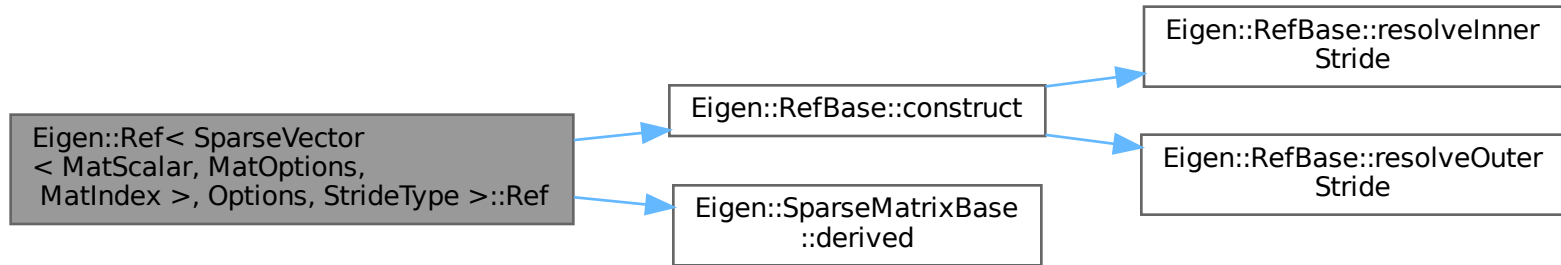 Eigen::Ref< SparseVector
< MatScalar, MatOptions,
MatIndex >, Options, StrideType >::Ref
Eigen::RefBase::construct
Eigen::SparseMatrixBase
::derived
Eigen::RefBase::resolveInner
Stride
Eigen::RefBase::resolveOuter
Stride